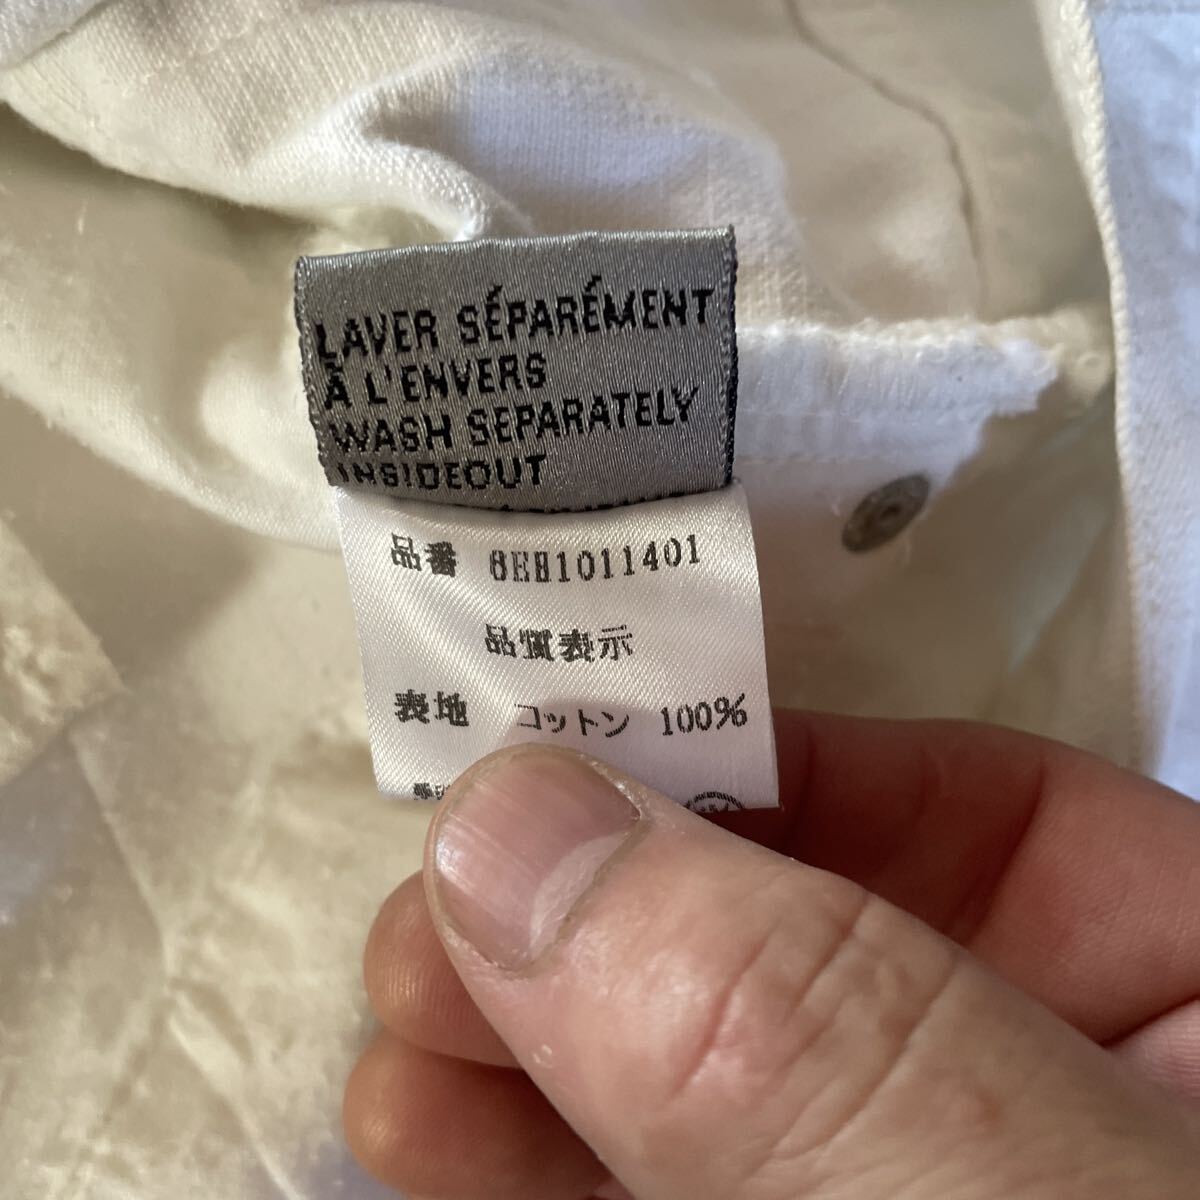 LAVER SÉPARÉMENT
À L'ENVERS
WASH SEPARATELY
INSIDEOUT
品番 8EH1011401
品質表示
表地 コットン 100%